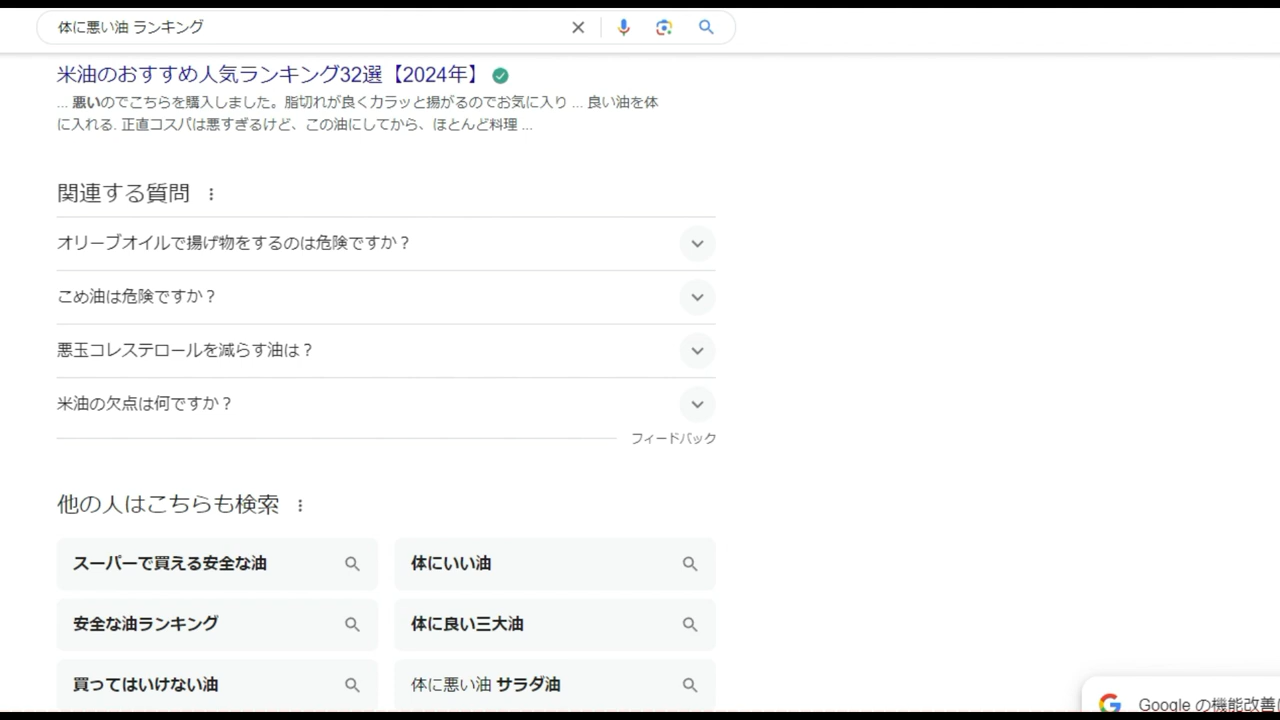 体に悪い油 ランキング
米油のおすすめ人気ランキング32選【2024年】
... 悪いのでこちらを購入しました。脂切れが良くカラッと揚がるのでお気に入り ... 良い油を体
に入れる. 正直コスパは悪すぎるけど、この油にしてから、ほとんど料理 ...
関連する質問
オリーブオイルで揚げ物をするのは危険ですか？
こめ油は危険ですか？
悪玉コレステロールを減らす油は？
米油の欠点は何ですか？
フィードバック
他の人はこちらも検索
スーパーで買える安全な油
体にいい油
安全な油ランキング
体に良い三大油
買ってはいけない油
体に悪い油 サラダ油
Google の機能改善